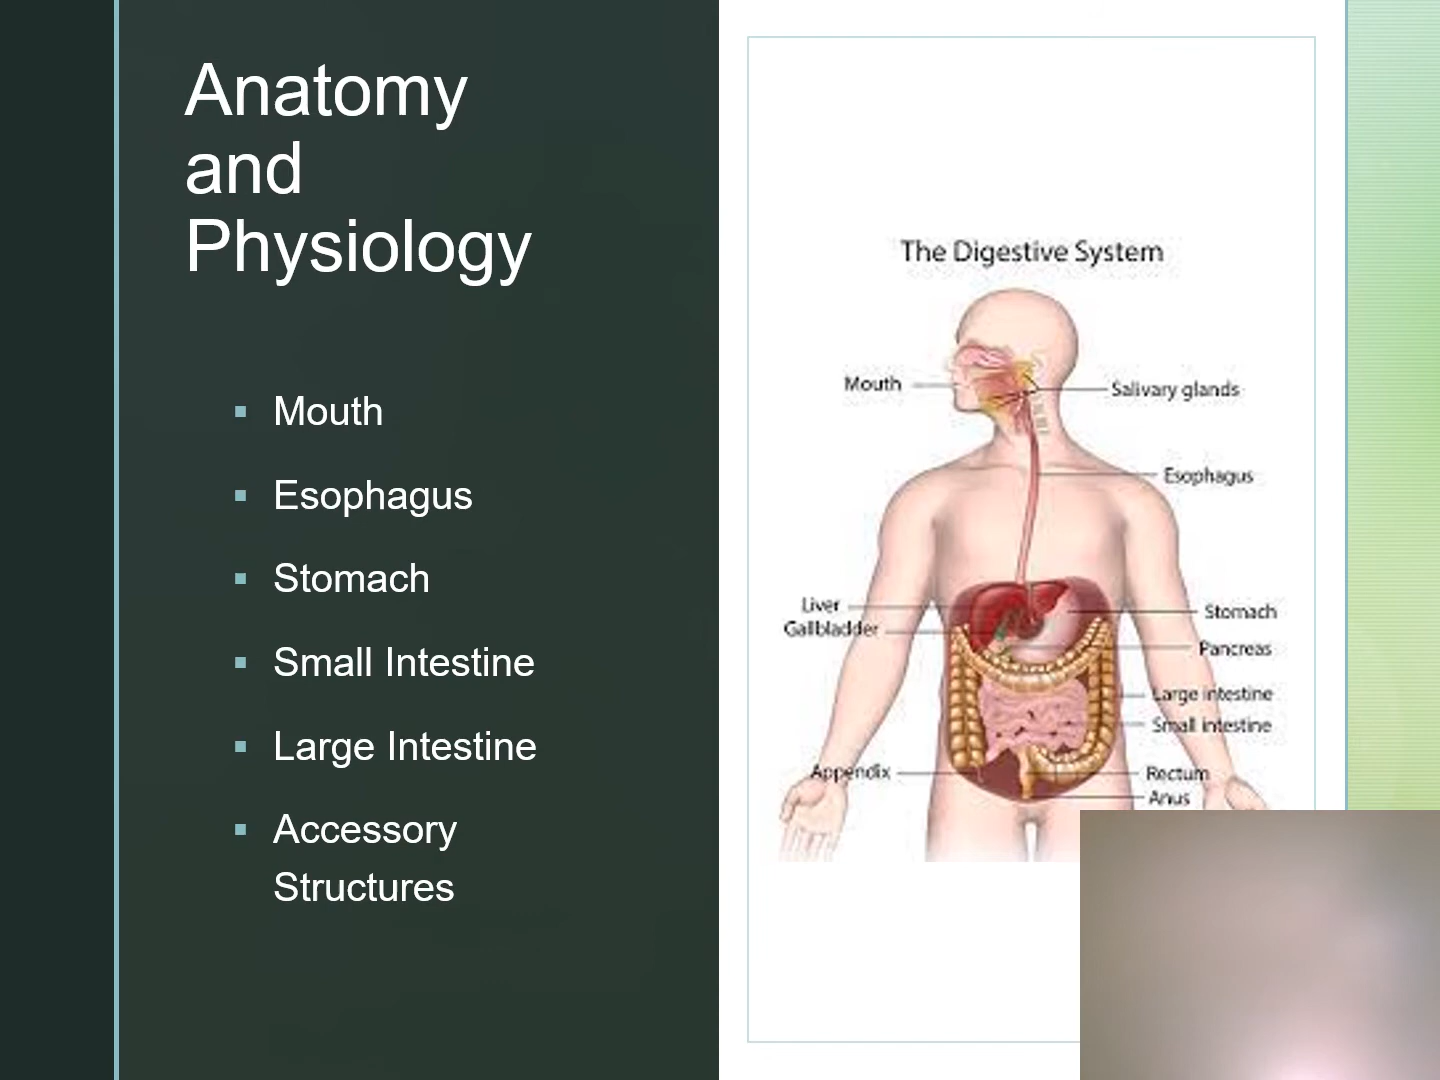 Anatomy
and
Physiology
Mouth
Esophagus
Stomach
Small Intestine
Large Intestine
Accessory
Structures
The Digestive System
Mouth
Salivary glands
Esophagus
Liver
Gallbladder
Stomach
Pancreas
Large intestine
Small intestine
Appendix
Rectum
Anus